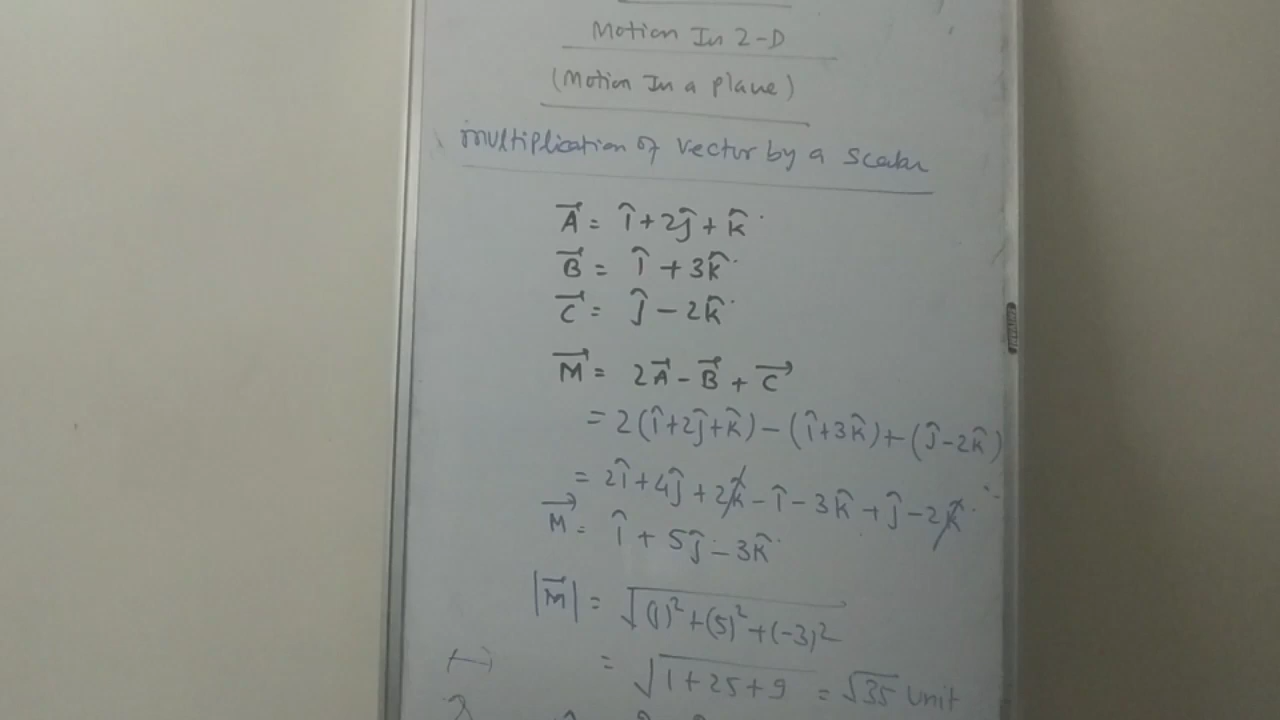 Motion In 2-D
(Motion In a plane)
multiplication of vector by a scalar
A⃗ = î + 2ĵ + k̂
B⃗ = î + 3k̂
C⃗ = ĵ - 2k̂
M⃗ = 2A⃗ - B⃗ + C⃗
= 2(î+2ĵ+k̂) - (î+3k̂) + (ĵ-2k̂)
= 2î + 4ĵ + 2k̂ - î - 3k̂ + ĵ - 2k̂
M⃗ = î + 5ĵ - 3k̂
|M⃗| = √(1)² + (5)² + (-3)²
= √1+25+9 = √35 unit